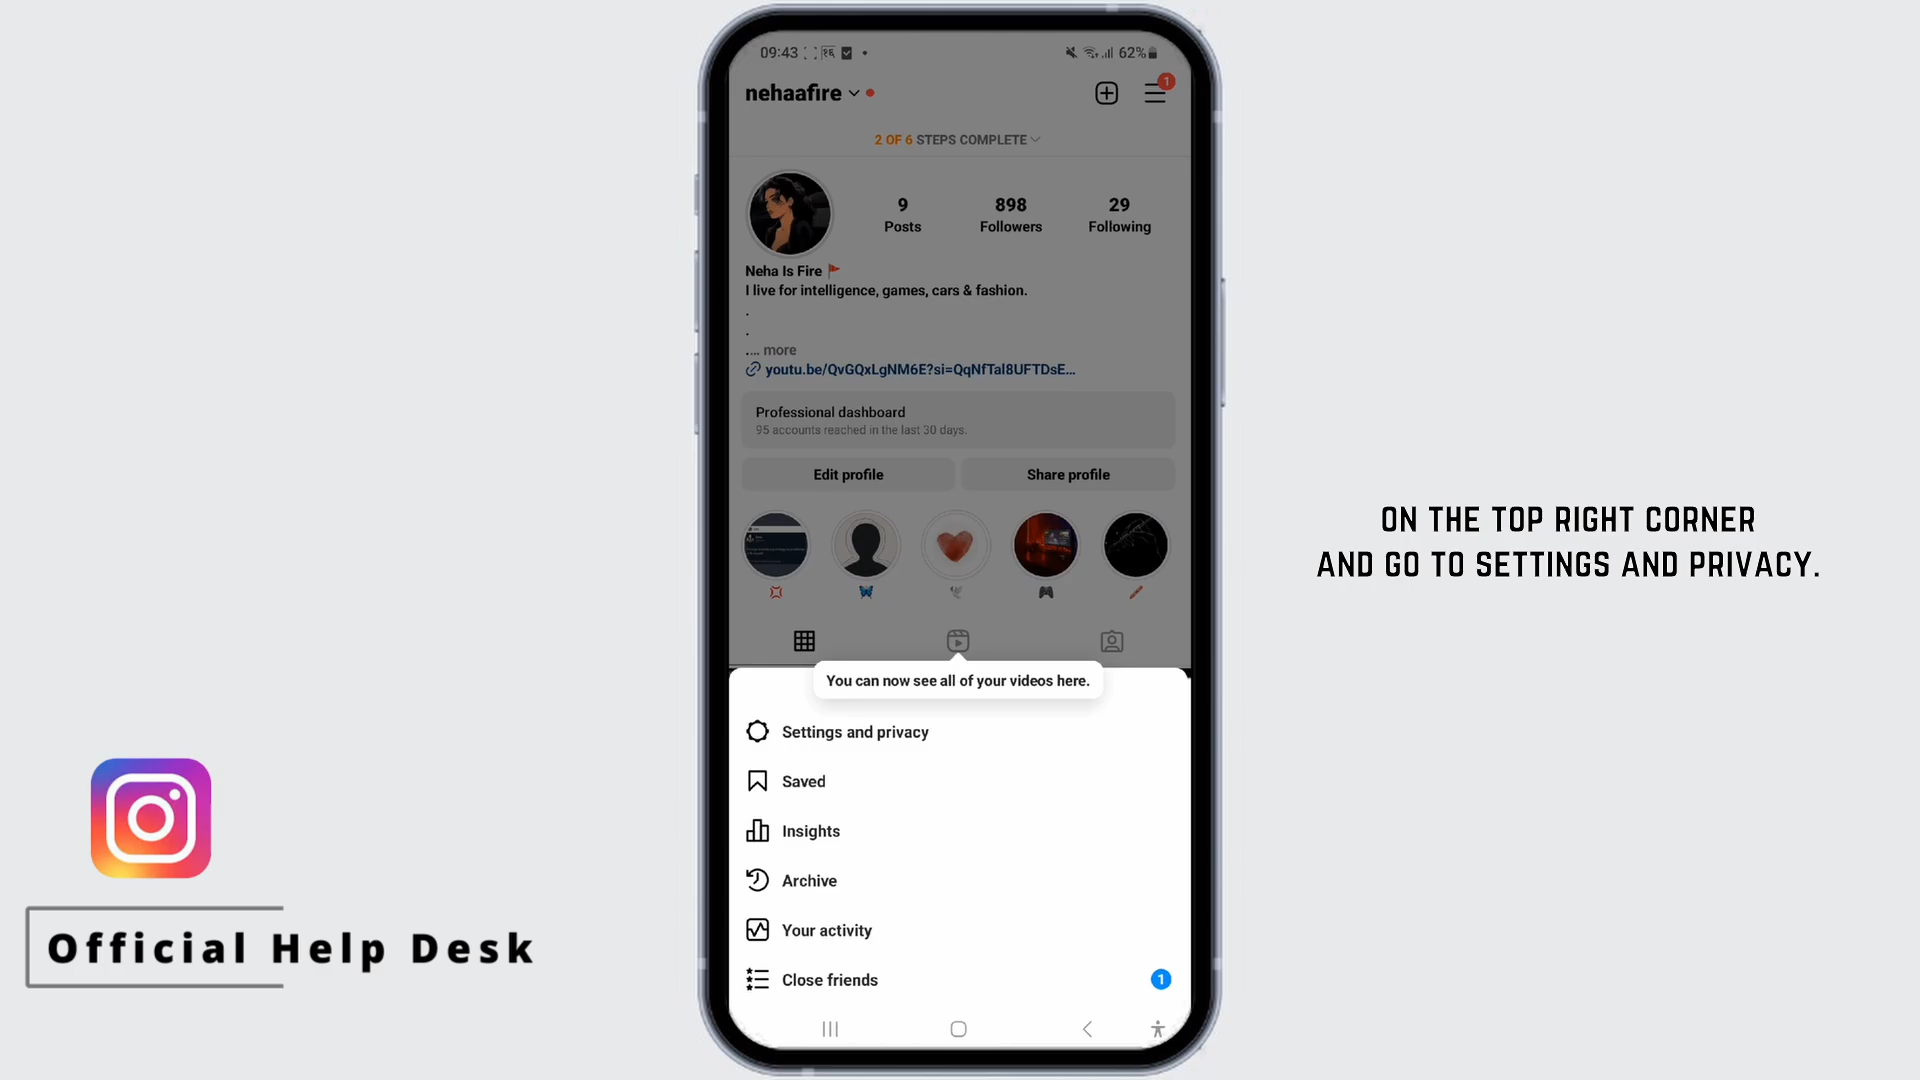 09:43
62%
nehaafire
1
2 OF 6 STEPS COMPLETE
9
898
29
Posts
Followers
Following
Neha Is Fire
I live for intelligence, games, cars & fashion.
.
.
.… more
youtu.be/QvGQxLgNM6E?si=QqNfTal8UFTDsE…
Professional dashboard
95 accounts reached in the last 30 days.
Edit profile
Share profile
You can now see all of your videos here.
Settings and privacy
Saved
Insights
Archive
Your activity
Close friends
1
ON THE TOP RIGHT CORNER
AND GO TO SETTINGS AND PRIVACY.
Official Help Desk